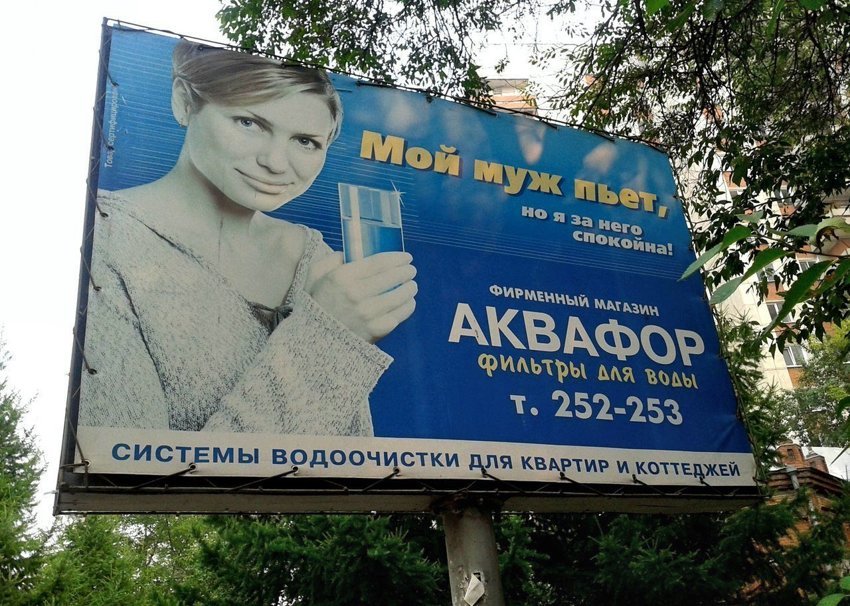 Мой муж пьет,
но я за него
спокойна!
ФИРМЕННЫЙ МАГАЗИН
АКВАФОР
фильтры для воды
т. 252-253
СИСТЕМЫ ВОДООЧИСТКИ ДЛЯ КВАРТИР И КОТТЕДЖЕЙ